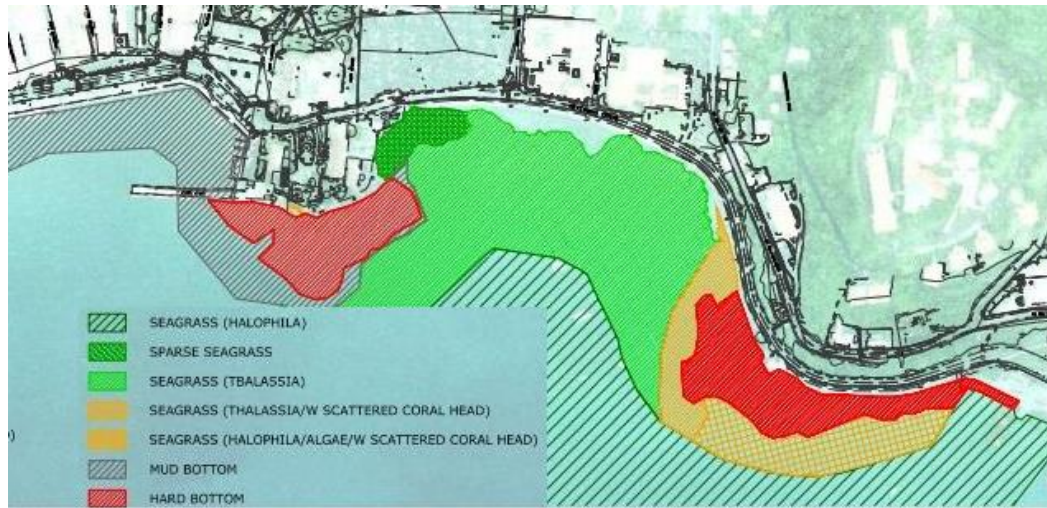 SEAGRASS (HALOPHILA)
SPARSE SEAGRASS
SEAGRASS (TBALASSIA)
SEAGRASS (THALASSIA/W SCATTERED CORAL HEAD)
SEAGRASS (HALOPHILA/ALGAE/W SCATTERED CORAL HEAD)
)
MUD BOTTOM
HARD BOTTOM